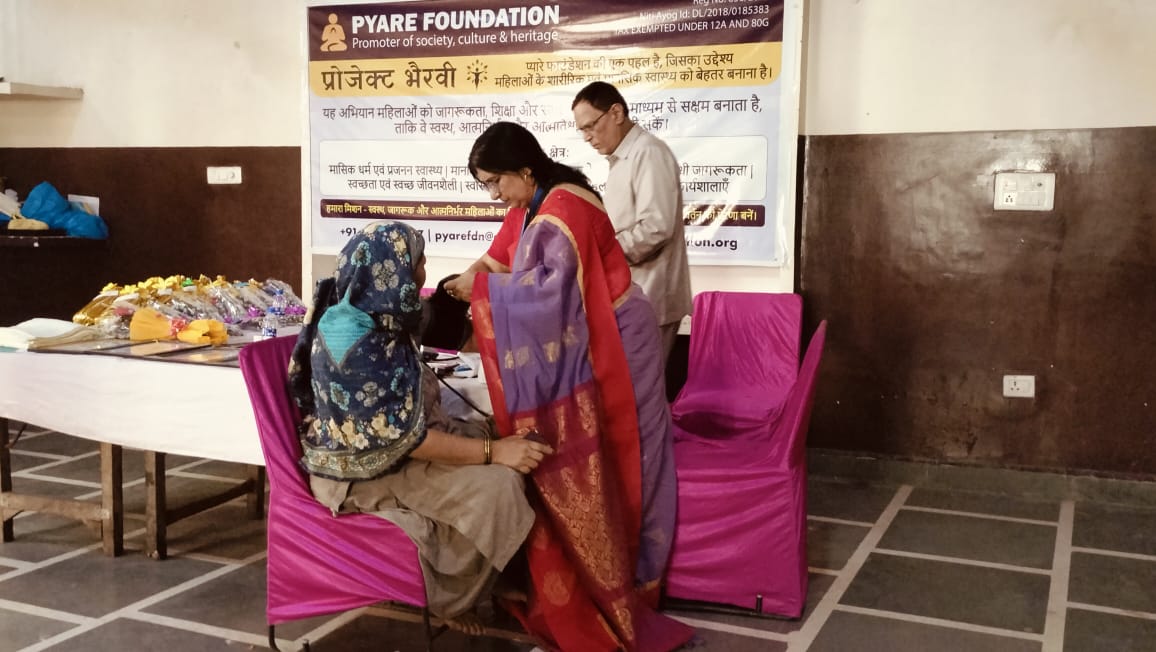 PYARE FOUNDATION
Promoter of society, culture & heritage
Reg No.
Niti-Ayog Id: DL/2018/0185383
TAX EXEMPTED UNDER 12A AND 80G
प्रोजेक्ट भैरवी
प्यारे फाउंडेशन की एक पहल है, जिसका उद्देश्य
महिलाओं के शारीरिक एवं मानसिक स्वास्थ्य को बेहतर बनाना है।
यह अभियान महिलाओं को जागरूकता, शिक्षा और माध्यम से सक्षम बनाता है,
ताकि वे स्वस्थ, और सकें।
क्षेत्र:
मासिक धर्म एवं प्रजनन स्वास्थ्य | जागरूकता |
स्वच्छता एवं स्वच्छ जीवनशैली |
हमारा मिशन - स्वस्थ, जागरूक और आत्मनिर्भर महिलाओं का प्रेरणा बनें।
+91 | pyarefdn@ .org